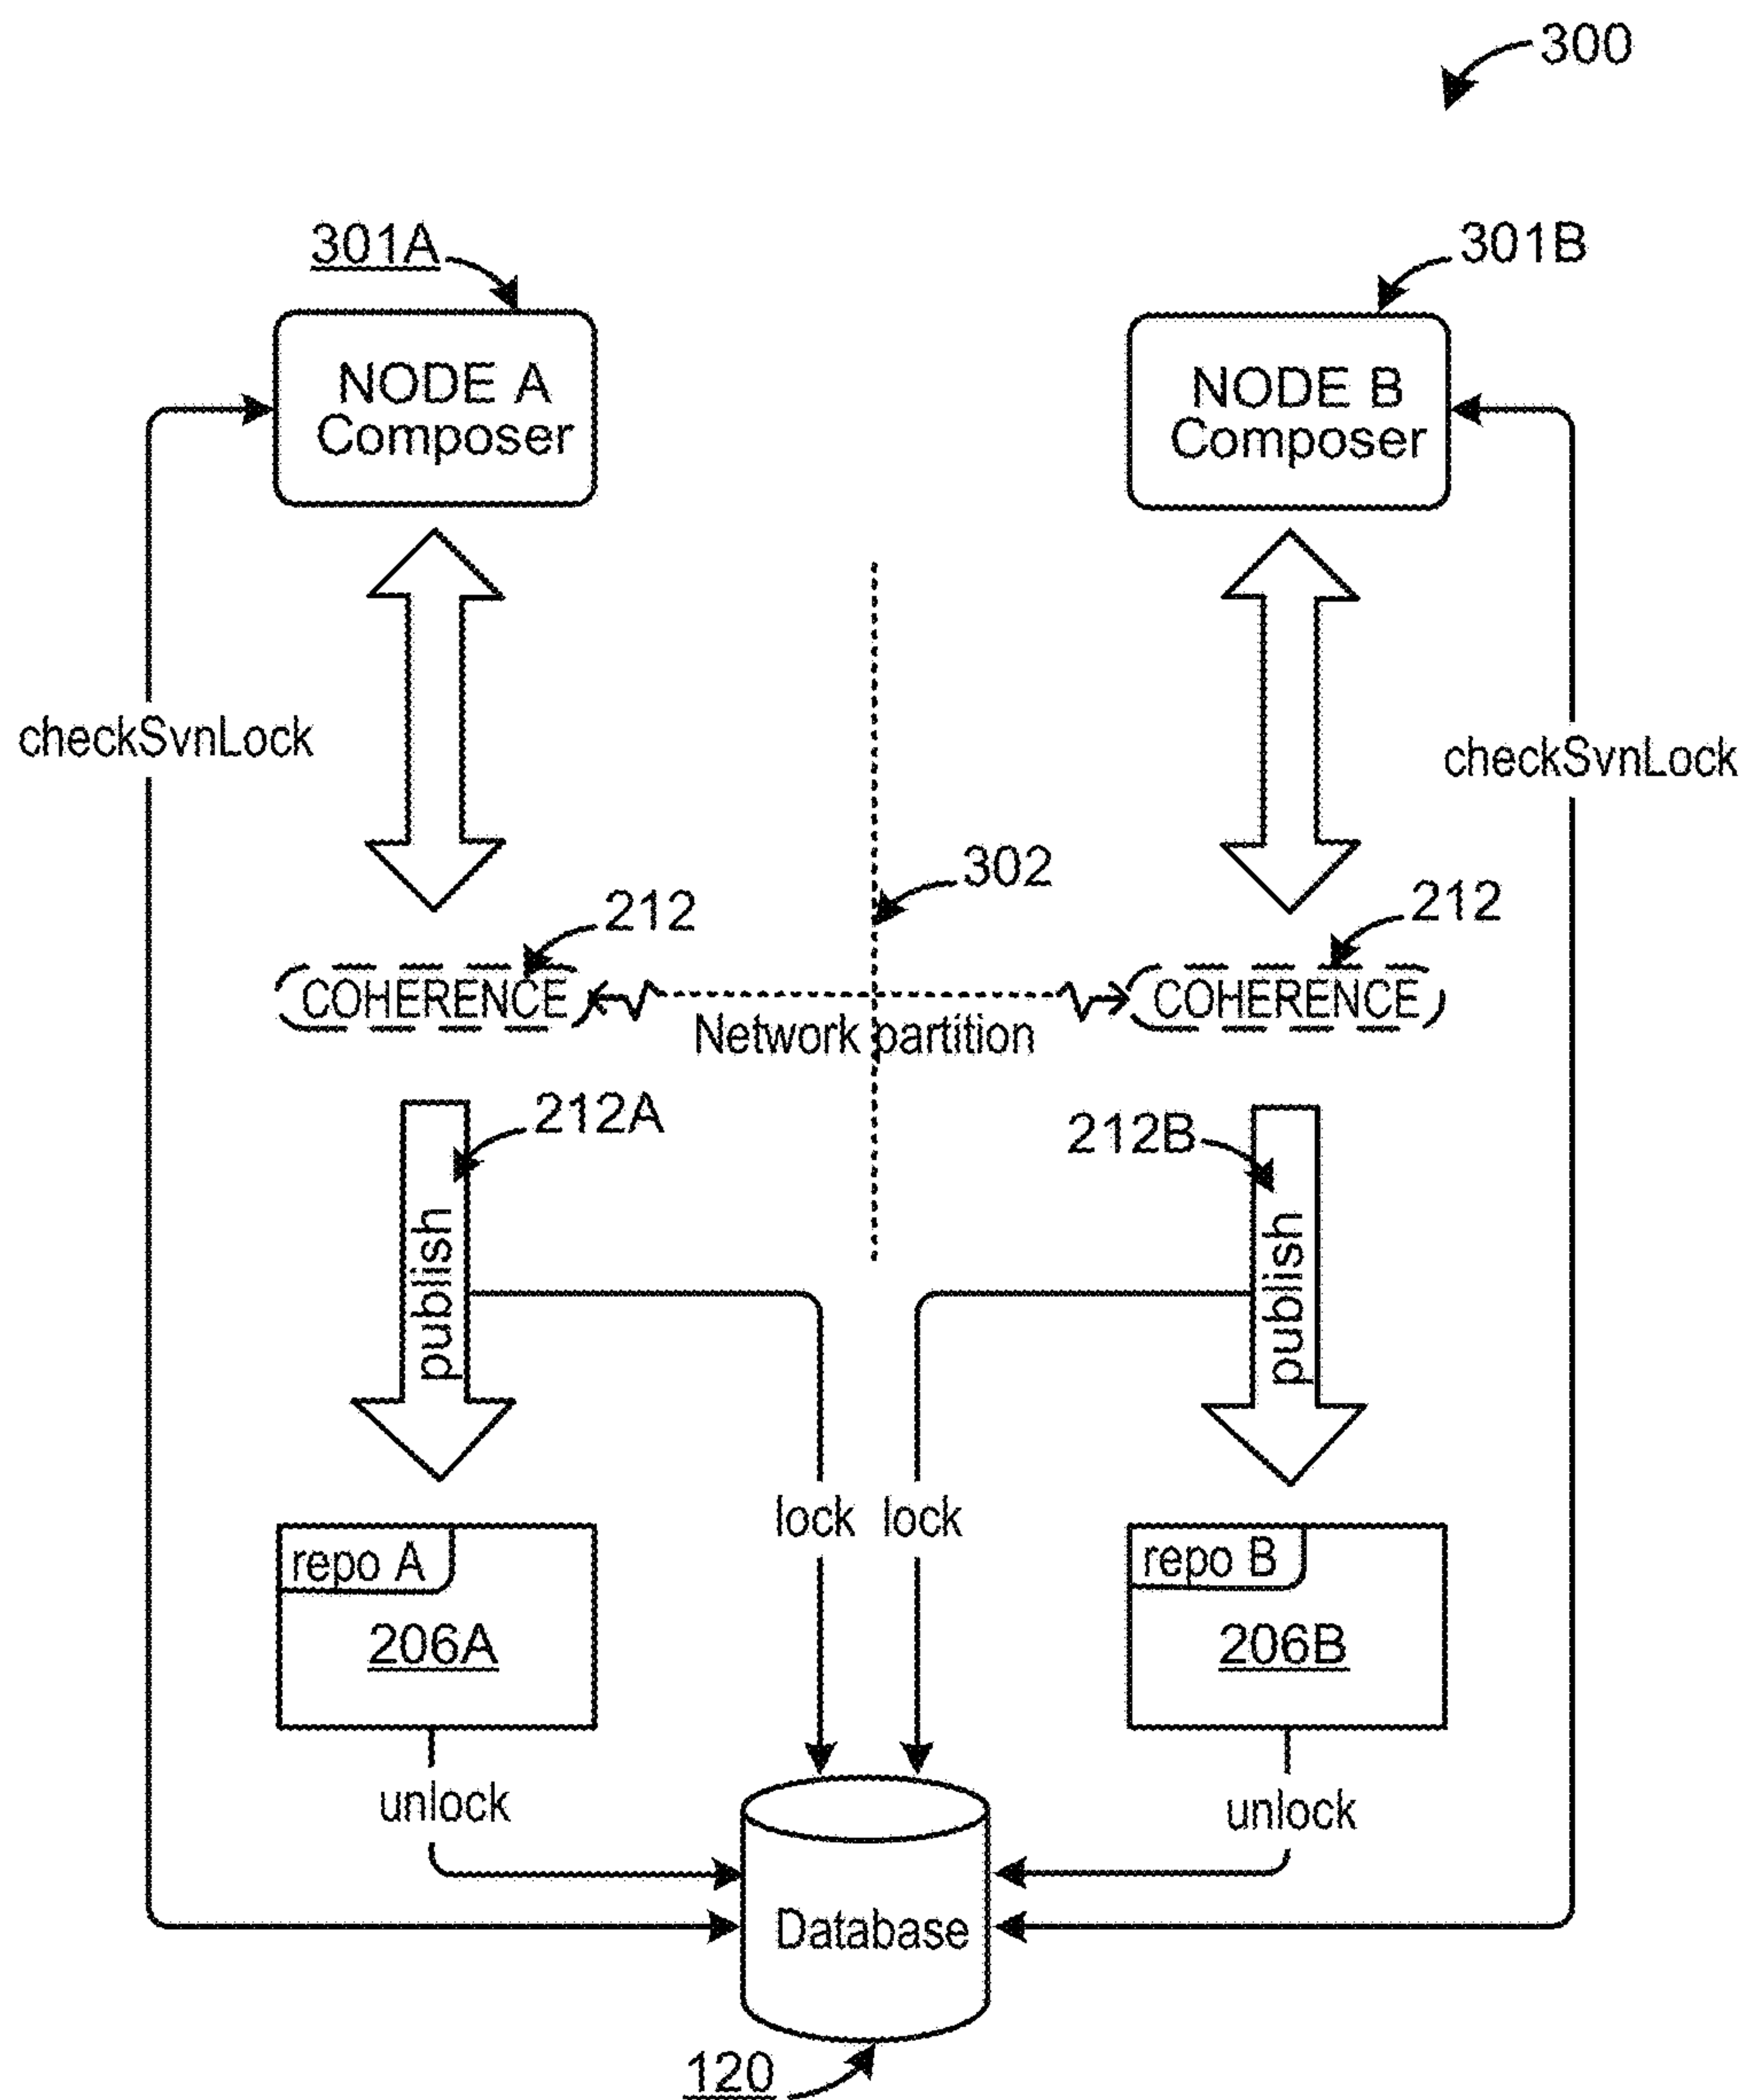 300
301A
301B
NODE A
Composer
NODE B
Composer
checkSvnLock
checkSvnLock
302
212
212
COHERENCE
COHERENCE
Network partition
212A
212B
publish
publish
lock
lock
repo A
repo B
206A
206B
unlock
unlock
Database
120